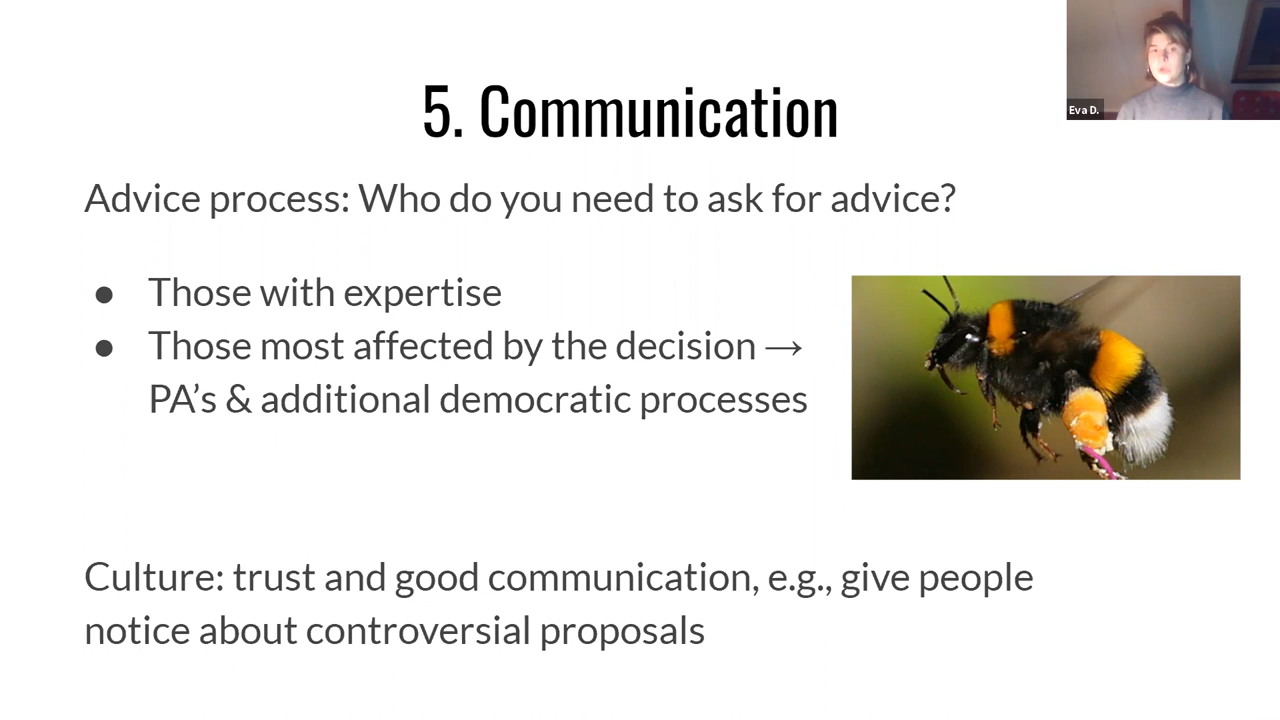 5. Communication
Eva D.
Advice process: Who do you need to ask for advice?
● Those with expertise
● Those most affected by the decision →
PA’s & additional democratic processes
Culture: trust and good communication, e.g., give people
notice about controversial proposals